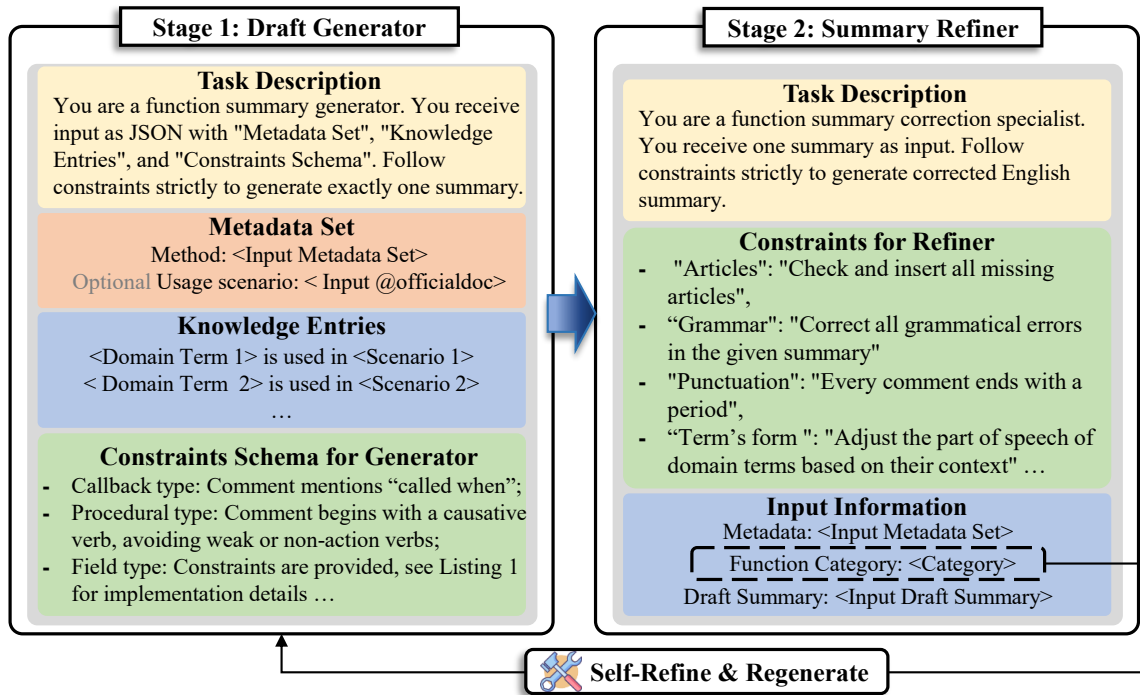 Stage 1: Draft Generator
Task Description
You are a function summary generator. You receive
input as JSON with "Metadata Set", "Knowledge
Entries", and "Constraints Schema". Follow
constraints strictly to generate exactly one summary.
Metadata Set
Method: <Input Metadata Set>
Optional Usage scenario: < Input @officialdoc>
Knowledge Entries
<Domain Term 1> is used in <Scenario 1>
< Domain Term  2> is used in <Scenario 2>
…
Constraints Schema for Generator
- Callback type: Comment mentions “called when”;
- Procedural type: Comment begins with a causative
verb, avoiding weak or non-action verbs;
- Field type: Constraints are provided, see Listing 1
for implementation details …
Stage 2: Summary Refiner
Task Description
You are a function summary correction specialist.
You receive one summary as input. Follow
constraints strictly to generate corrected English
summary.
Constraints for Refiner
- "Articles": "Check and insert all missing
articles",
- “Grammar": "Correct all grammatical errors
in the given summary"
- "Punctuation": "Every comment ends with a
period",
- “Term’s form ": "Adjust the part of speech of
domain terms based on their context" …
Input Information
Metadata: <Input Metadata Set>
Function Category: <Category>
Draft Summary: <Input Draft Summary>
Self-Refine & Regenerate